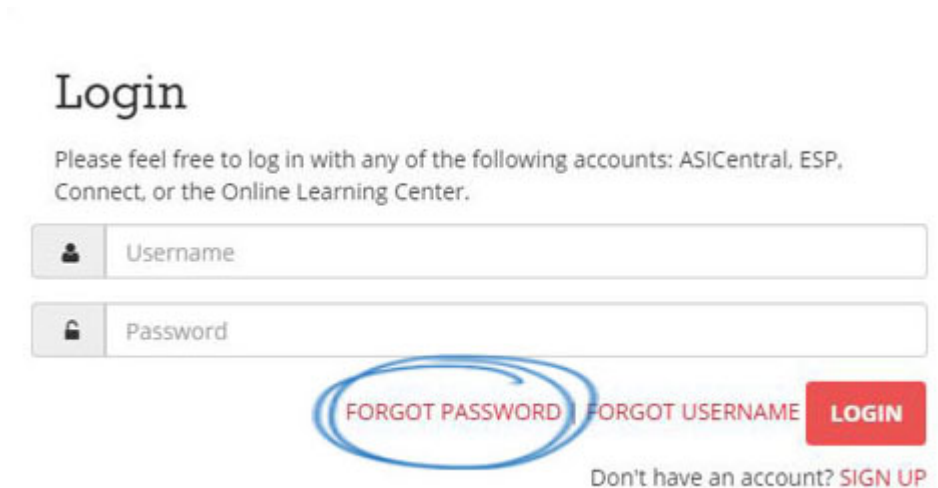 Login
Please feel free to log in with any of the following accounts: ASICentral, ESP,
Connect, or the Online Learning Center.
Username
Password
FORGOT PASSWORD | FORGOT USERNAME LOGIN
Don't have an account? SIGN UP